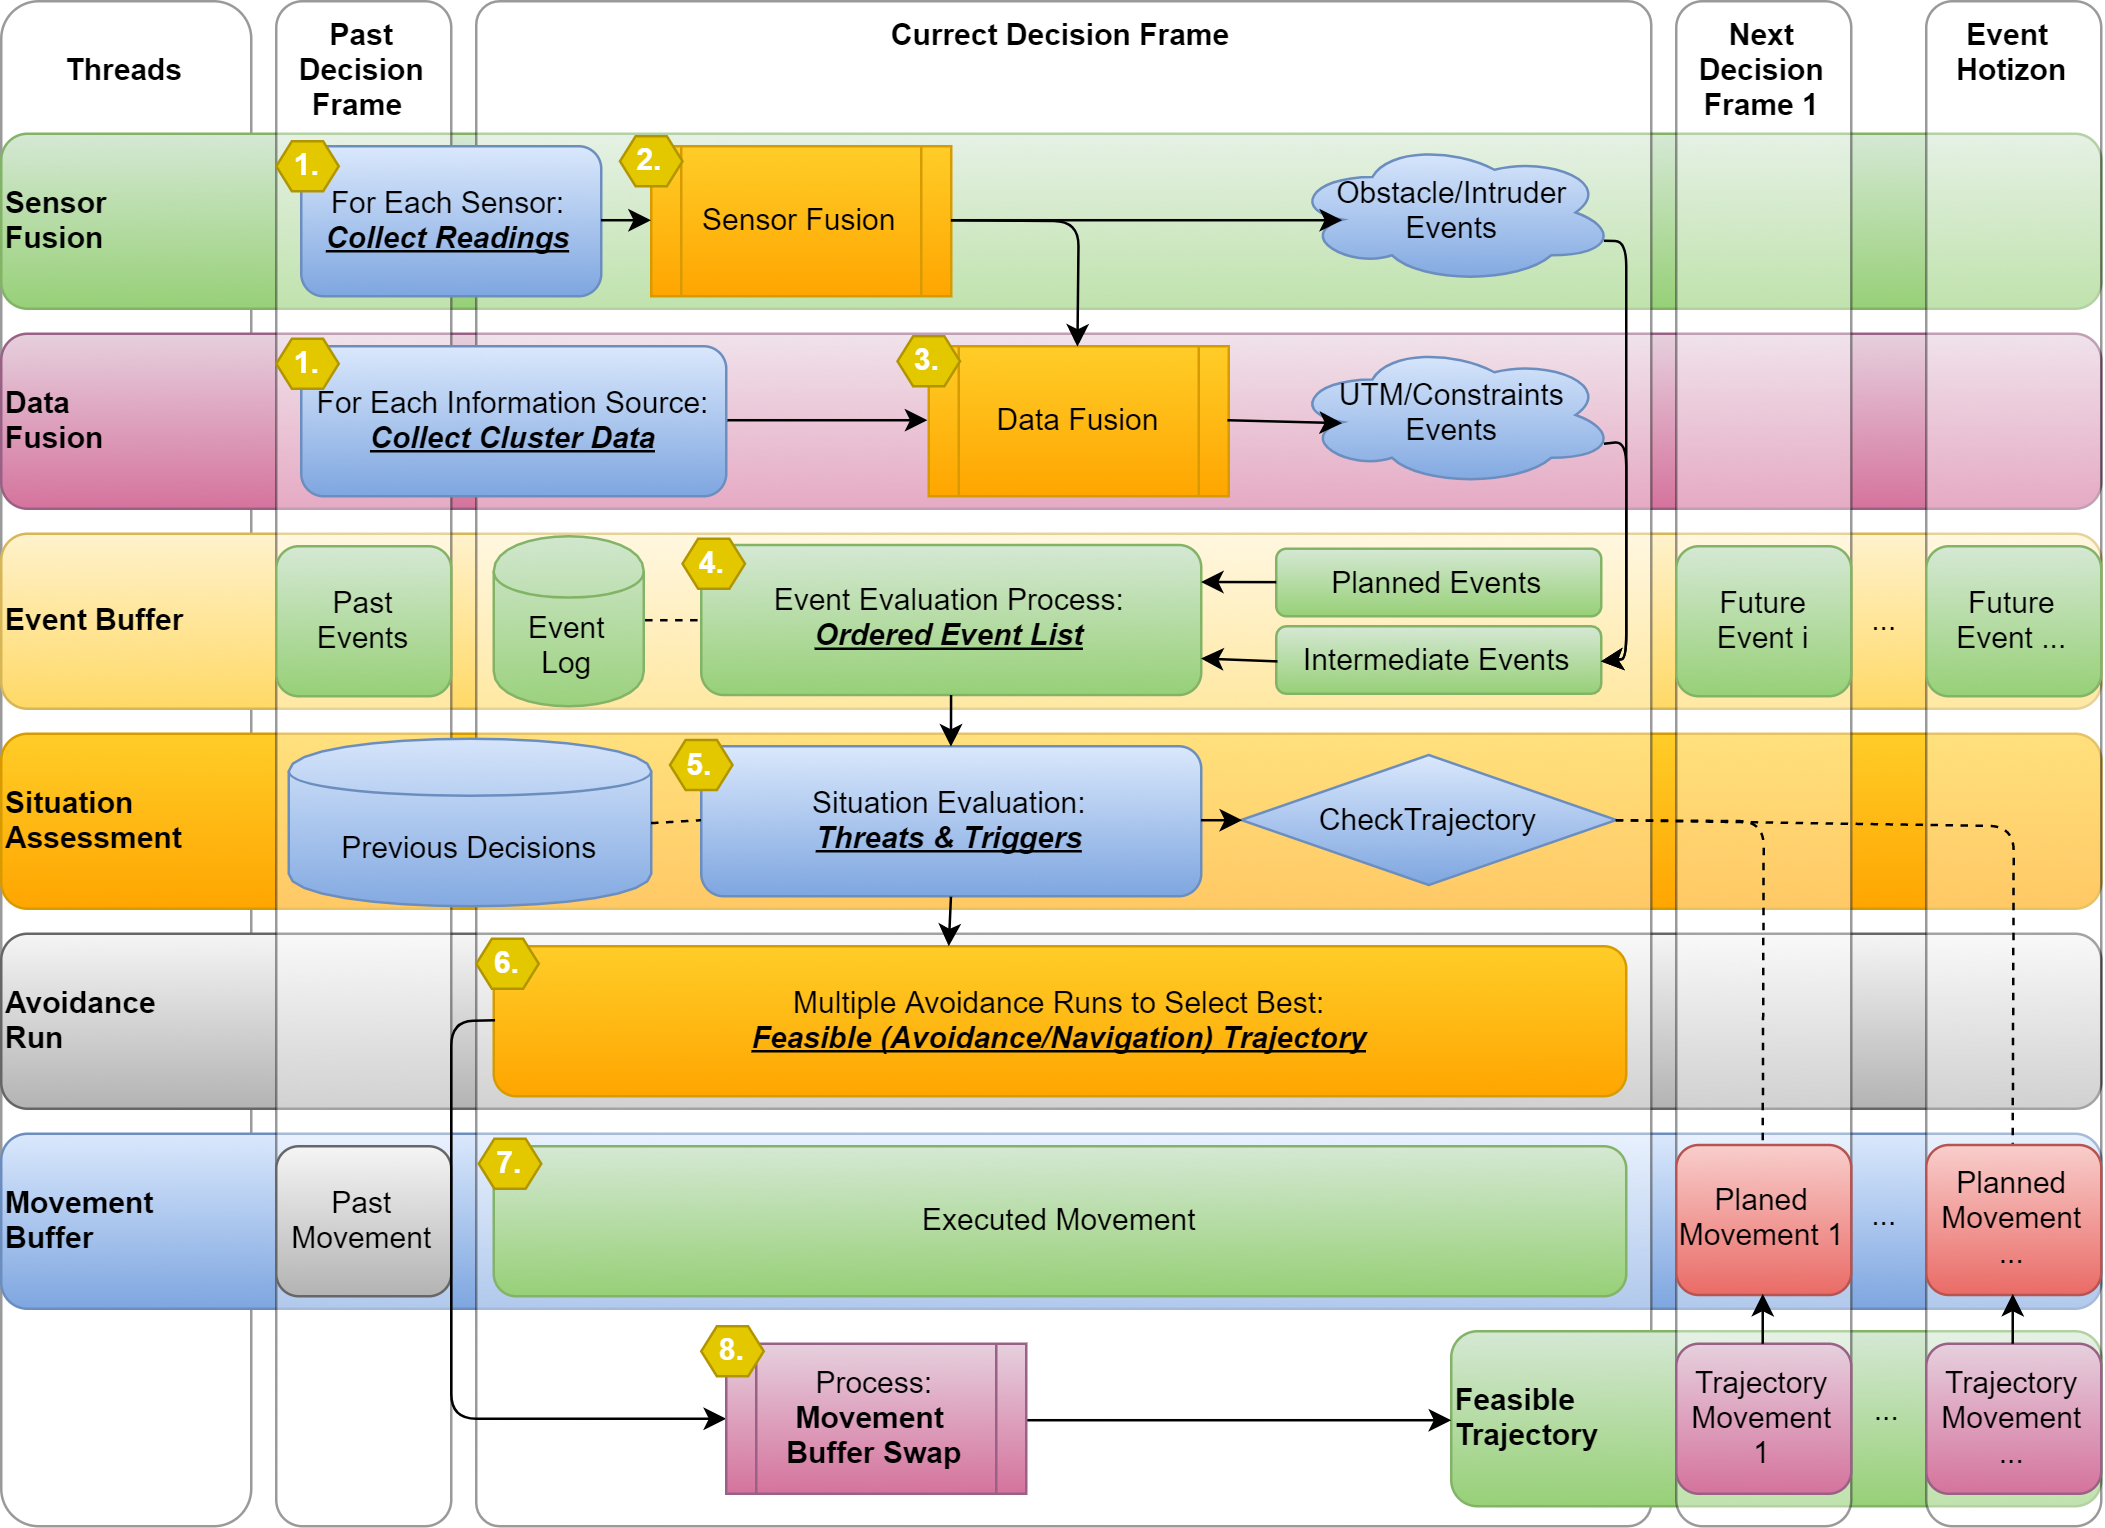 Threads
Past
Decision
Frame
Currect Decision Frame
Next
Decision
Frame 1
Event
Hotizon
Sensor
Fusion
1.
For Each Sensor:
Collect Readings
2.
Sensor Fusion
Obstacle/Intruder
Events
Data
Fusion
1.
For Each Information Source:
Collect Cluster Data
3.
Data Fusion
UTM/Constraints
Events
Event Buffer
Past
Events
Event
Log
4.
Event Evaluation Process:
Ordered Event List
Planned Events
Intermediate Events
Future
Event i
...
Future
Event ...
Situation
Assessment
Previous Decisions
5.
Situation Evaluation:
Threats & Triggers
CheckTrajectory
Avoidance
Run
6.
Multiple Avoidance Runs to Select Best:
Feasible (Avoidance/Navigation) Trajectory
Movement
Buffer
Past
Movement
7.
Executed Movement
Planed
Movement 1
...
Planned
Movement
...
8.
Process:
Movement
Buffer Swap
Feasible
Trajectory
Trajectory
Movement
1
...
Trajectory
Movement
...